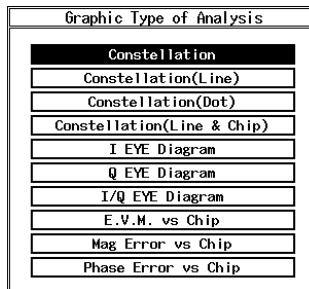 Graphic Type of Analysis
Constellation
Constellation(Line)
Constellation(Dot)
Constellation(Line & Chip)
I EYE Diagram
Q EYE Diagram
I/Q EYE Diagram
E.V.M. vs Chip
Mag Error vs Chip
Phase Error vs Chip